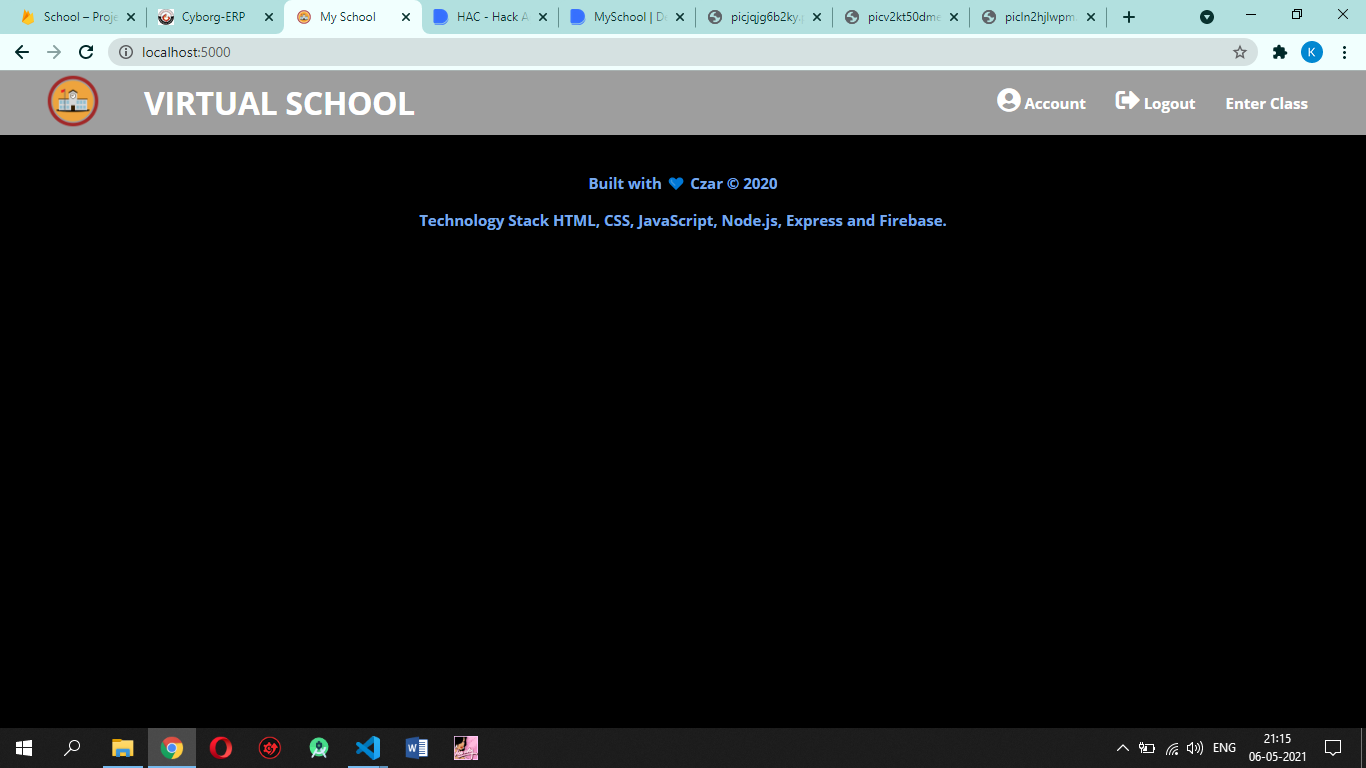 School – Proje
Cyborg-ERP
My School
HAC - Hack A
MySchool | De
picjqjg6b2ky.p
picv2kt50dme
picln2hjlwpm.
K
localhost:5000
VIRTUAL SCHOOL
Account
Logout
Enter Class
Built with Czar © 2020
Technology Stack HTML, CSS, JavaScript, Node.js, Express and Firebase.
W
ENG
21:15
06-05-2021